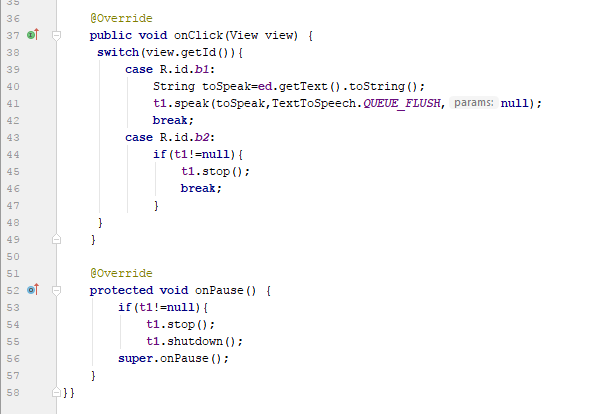 35
36 @Override
37 public void onClick(View view) {
38 switch(view.getId()){
39 case R.id.b1:
40 String toSpeak=ed.getText().toString();
41 t1.speak(toSpeak,TextToSpeech.QUEUE_FLUSH, params: null);
42 break;
43 case R.id.b2:
44 if(t1!=null){
45 t1.stop();
46 break;
47 }
48 }
49 }
50
51 @Override
52 protected void onPause() {
53 if(t1!=null){
54 t1.stop();
55 t1.shutdown();}
56 super.onPause();
57 }
58 }}